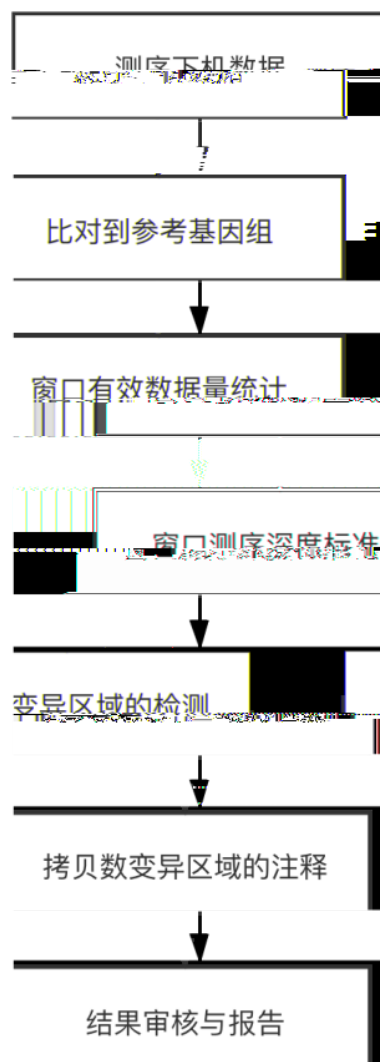 测序下机数据
比对到参考基因组
窗口有效数据量统计
窗口测序深度标准
变异区域的检测
拷贝数变异区域的注释
结果审核与报告